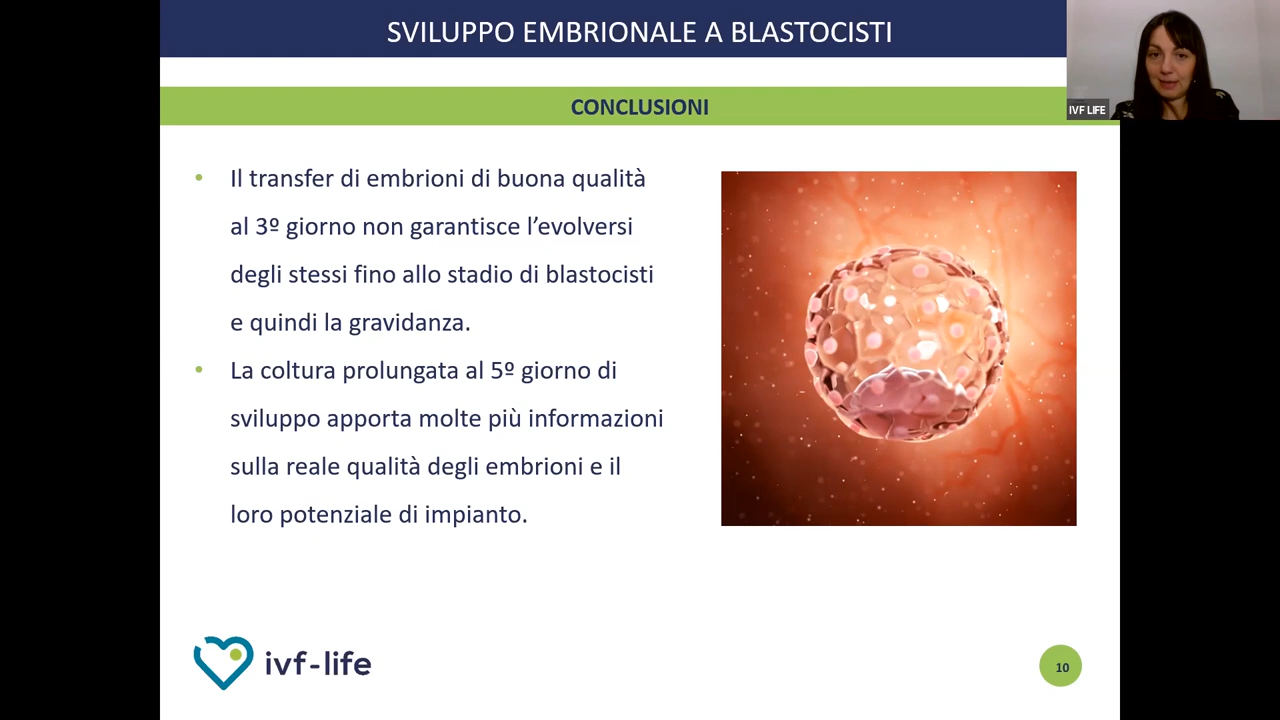 SVILUPPO EMBRIONALE A BLASTOCISTI
IVF LIFE
CONCLUSIONI
• Il transfer di embrioni di buona qualità
al 3º giorno non garantisce l’evolversi
degli stessi fino allo stadio di blastocisti
e quindi la gravidanza.
• La coltura prolungata al 5º giorno di
sviluppo apporta molte più informazioni
sulla reale qualità degli embrioni e il
loro potenziale di impianto.
ivf-life
10